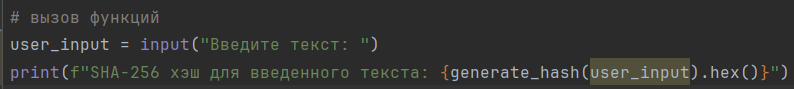 # вызов функций
user_input = input("Введите текст: ")
print(f"SHA-256 хэш для введенного текста: {generate_hash(user_input).hex()}")